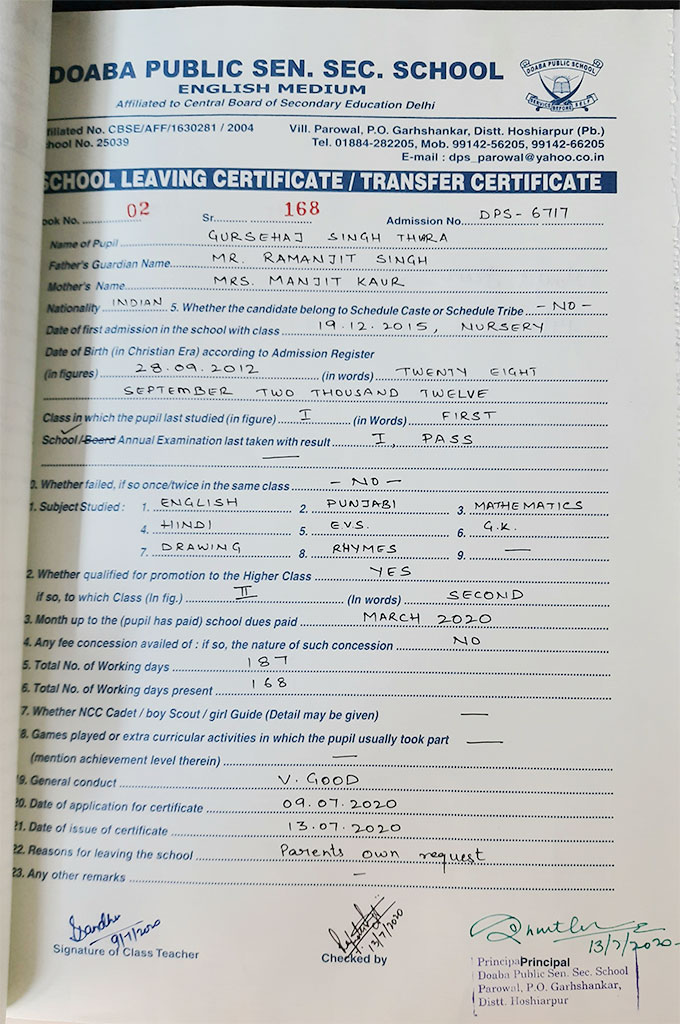 DOABA PUBLIC SEN. SEC. SCHOOL
DOABA PUBLIC SCHOOL
SERVICE BEFORE SELF
ENGLISH MEDIUM
Affiliated to Central Board of Secondary Education Delhi
filiated No. CBSE/AFF/1630281 / 2004 Vill. Parowal, P.O. Garhshankar, Distt. Hoshiarpur (Pb.)
hool No. 25039 Tel. 01884-282205, Mob. 99142-56205, 99142-66205
E-mail : dps_parowal@yahoo.co.in
SCHOOL LEAVING CERTIFICATE / TRANSFER CERTIFICATE
ook No. 02 Sr. 168 Admission No. DPS- 6717
Name of Pupil GURSEHAJ SINGH THURA
Father's Guardian Name MR. RAMANJIT SINGH
Mother's Name MRS. MANJIT KAUR
Nationality INDIAN 5. Whether the candidate belong to Schedule Caste or Schedule Tribe - NO -
Date of first admission in the school with class 19.12.2015, NURSERY
Date of Birth (in Christian Era) according to Admission Register
(in figures) 28.09.2012 (in words) TWENTY EIGHT
SEPTEMBER TWO THOUSAND TWELVE
Class in which the pupil last studied (in figure) I (in Words) FIRST
School/Board Annual Examination last taken with result I, PASS
—
0. Whether failed, if so once/twice in the same class - NO -
1. Subject Studied : 1. ENGLISH 2. PUNJABI 3. MATHEMATICS
4. HINDI 5. E.V.S. 6. G.K.
7. DRAWING 8. RHYMES 9. —
2. Whether qualified for promotion to the Higher Class YES
if so, to which Class (In fig.) II (In words) SECOND
3. Month up to the (pupil has paid) school dues paid MARCH 2020
4. Any fee concession availed of : if so, the nature of such concession NO
5. Total No. of Working days 187
6. Total No. of Working days present 168
7. Whether NCC Cadet / boy Scout / girl Guide (Detail may be given) —
8. Games played or extra curricular activities in which the pupil usually took part —
(mention achievement level therein) —
19. General conduct V. GOOD
20. Date of application for certificate 09.07.2020
21. Date of issue of certificate 13.07.2020
22. Reasons for leaving the school Parents own request
23. Any other remarks —
9/7/2020
13/7/2020
13/7/2020
Signature of Class Teacher Checked by
Principal Principal
Doaba Public Sen. Sec. School
Parowal, P.O. Garhshankar,
Distt. Hoshiarpur